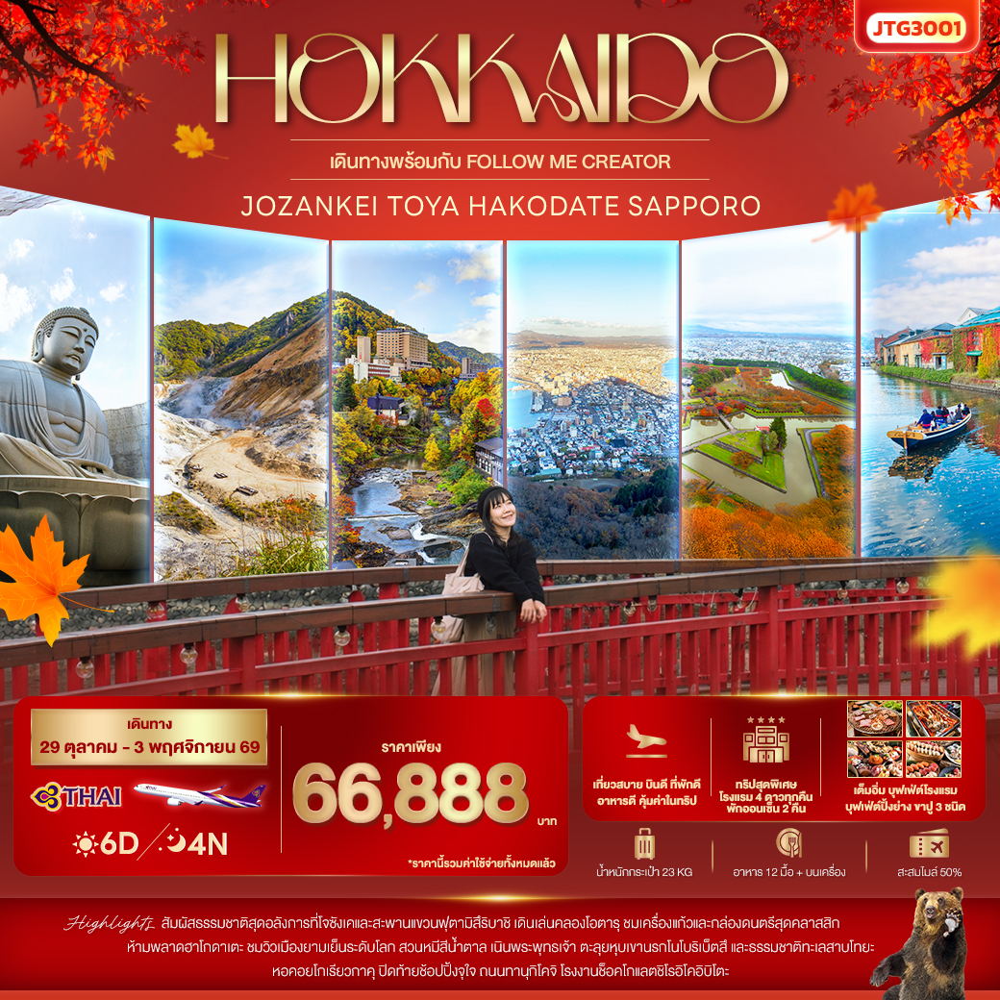 JTG3001
HOKKAIDO
เดินทางพร้อมกับ FOLLOW ME CREATOR
JOZANKEI TOYA HAKODATE SAPPORO
เดินทาง
29 ตุลาคม - 3 พฤศจิกายน 69
THAI
6D/4N
ราคาเพียง
66,888
บาท
*ราคานี้รวมค่าใช้จ่ายทั้งหมดแล้ว
เที่ยวสบาย บินดี ที่พักดี
อาหารดี คุ้มค่าในทริป
ทริปสุดพิเศษ
โรงแรม 4 ดาวทุกคืน
พักออนเซ็น 2 คืน
เต็มอิ่ม บุฟเฟ่ต์โรงแรม
บุฟเฟ่ต์ปิ้งย่าง ขาปู 3 ชนิด
น้ำหนักกระเป๋า 23 KG
อาหาร 12 มื้อ + บนเครื่อง
สะสมไมล์ 50%
Highlights สัมผัสธรรมชาติสุดอลังการที่โจซังเคและสะพานแขวนฟุตามิสึริบาชิ เดินเล่นคลองโอตารุ ชมเครื่องแก้วและกล่องดนตรีสุดคลาสสิก
ห้ามพลาดฮาโกดาเตะ ชมวิวเมืองยามเย็นระดับโลก สวนหมีสีน้ำตาล เนินพระพุทธเจ้า ตะลุยหุบเขานรกโนโบริเบ็ตสึ และธรรมชาติทะเลสาบโทยะ
หอคอยโกเรียวกาคุ ปิดท้ายช้อปปิ้งจุใจ ถนนทานุกิโคจิ โรงงานช็อคโกแลตชิโรอิโคอิบิโตะ